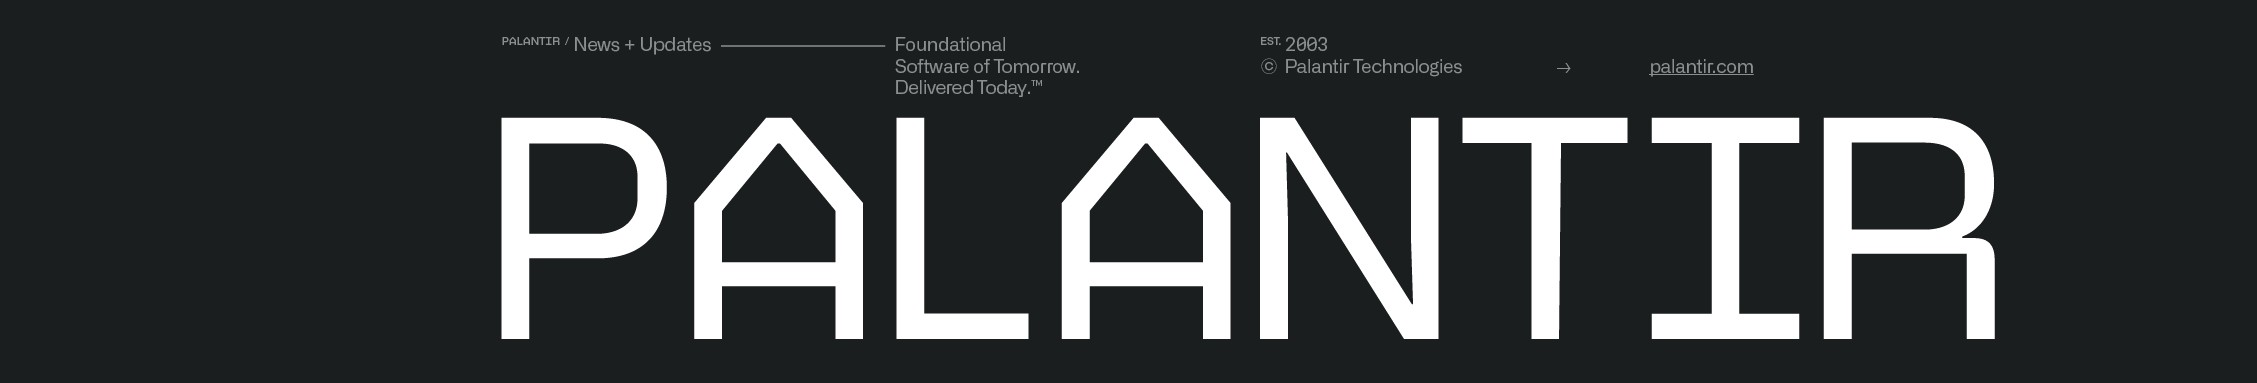 PALANTIR / News + Updates
Foundational
Software of Tomorrow.
Delivered Today.™
EST. 2003
© Palantir Technologies → palantir.com
PALANTIR